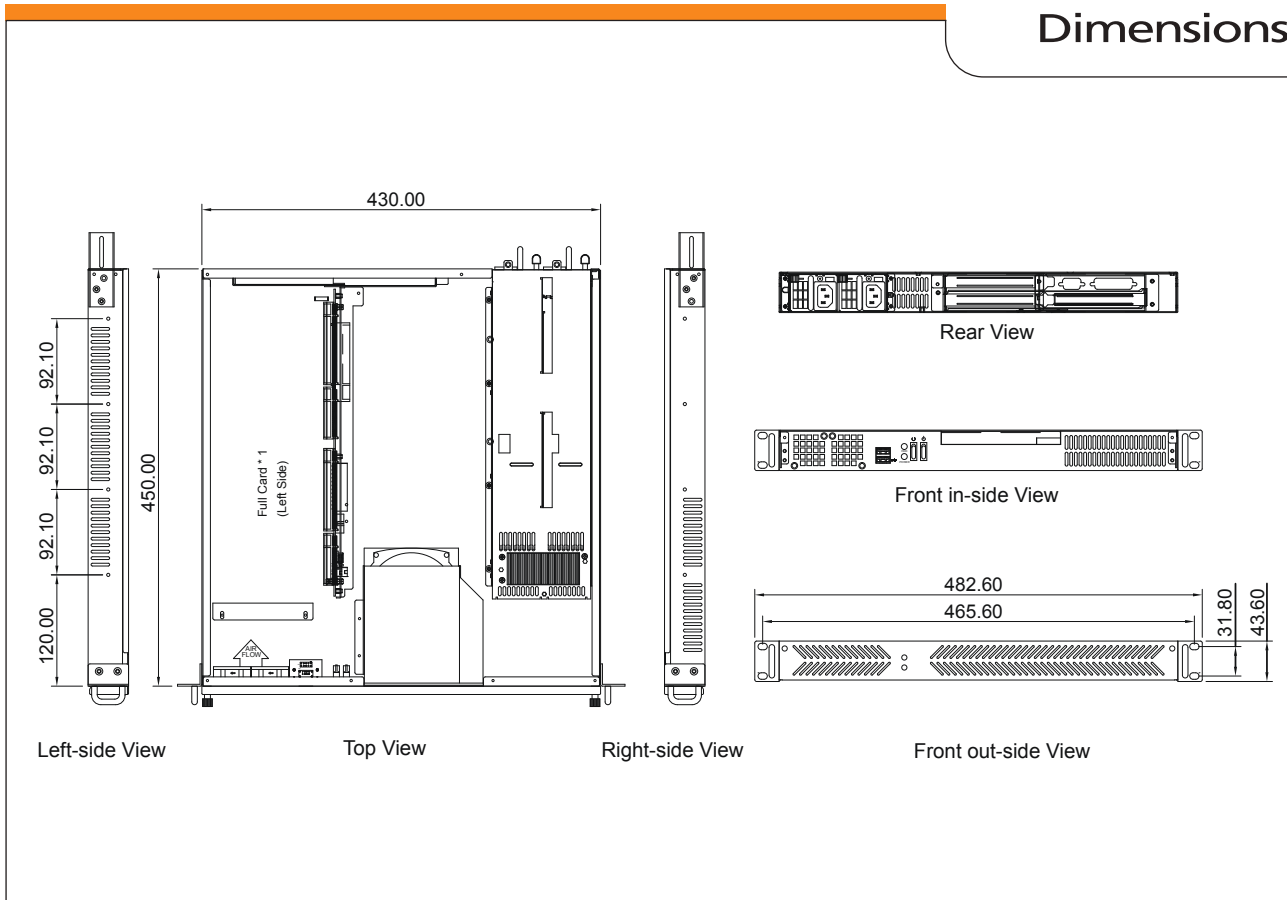 Dimensions
430.00
92.10
92.10
92.10
120.00
450.00
Full Card * 1
(Left Side)
AIR
FLOW
Left-side View
Top View
Right-side View
Rear View
Front in-side View
482.60
465.60
31.80
43.60
Front out-side View